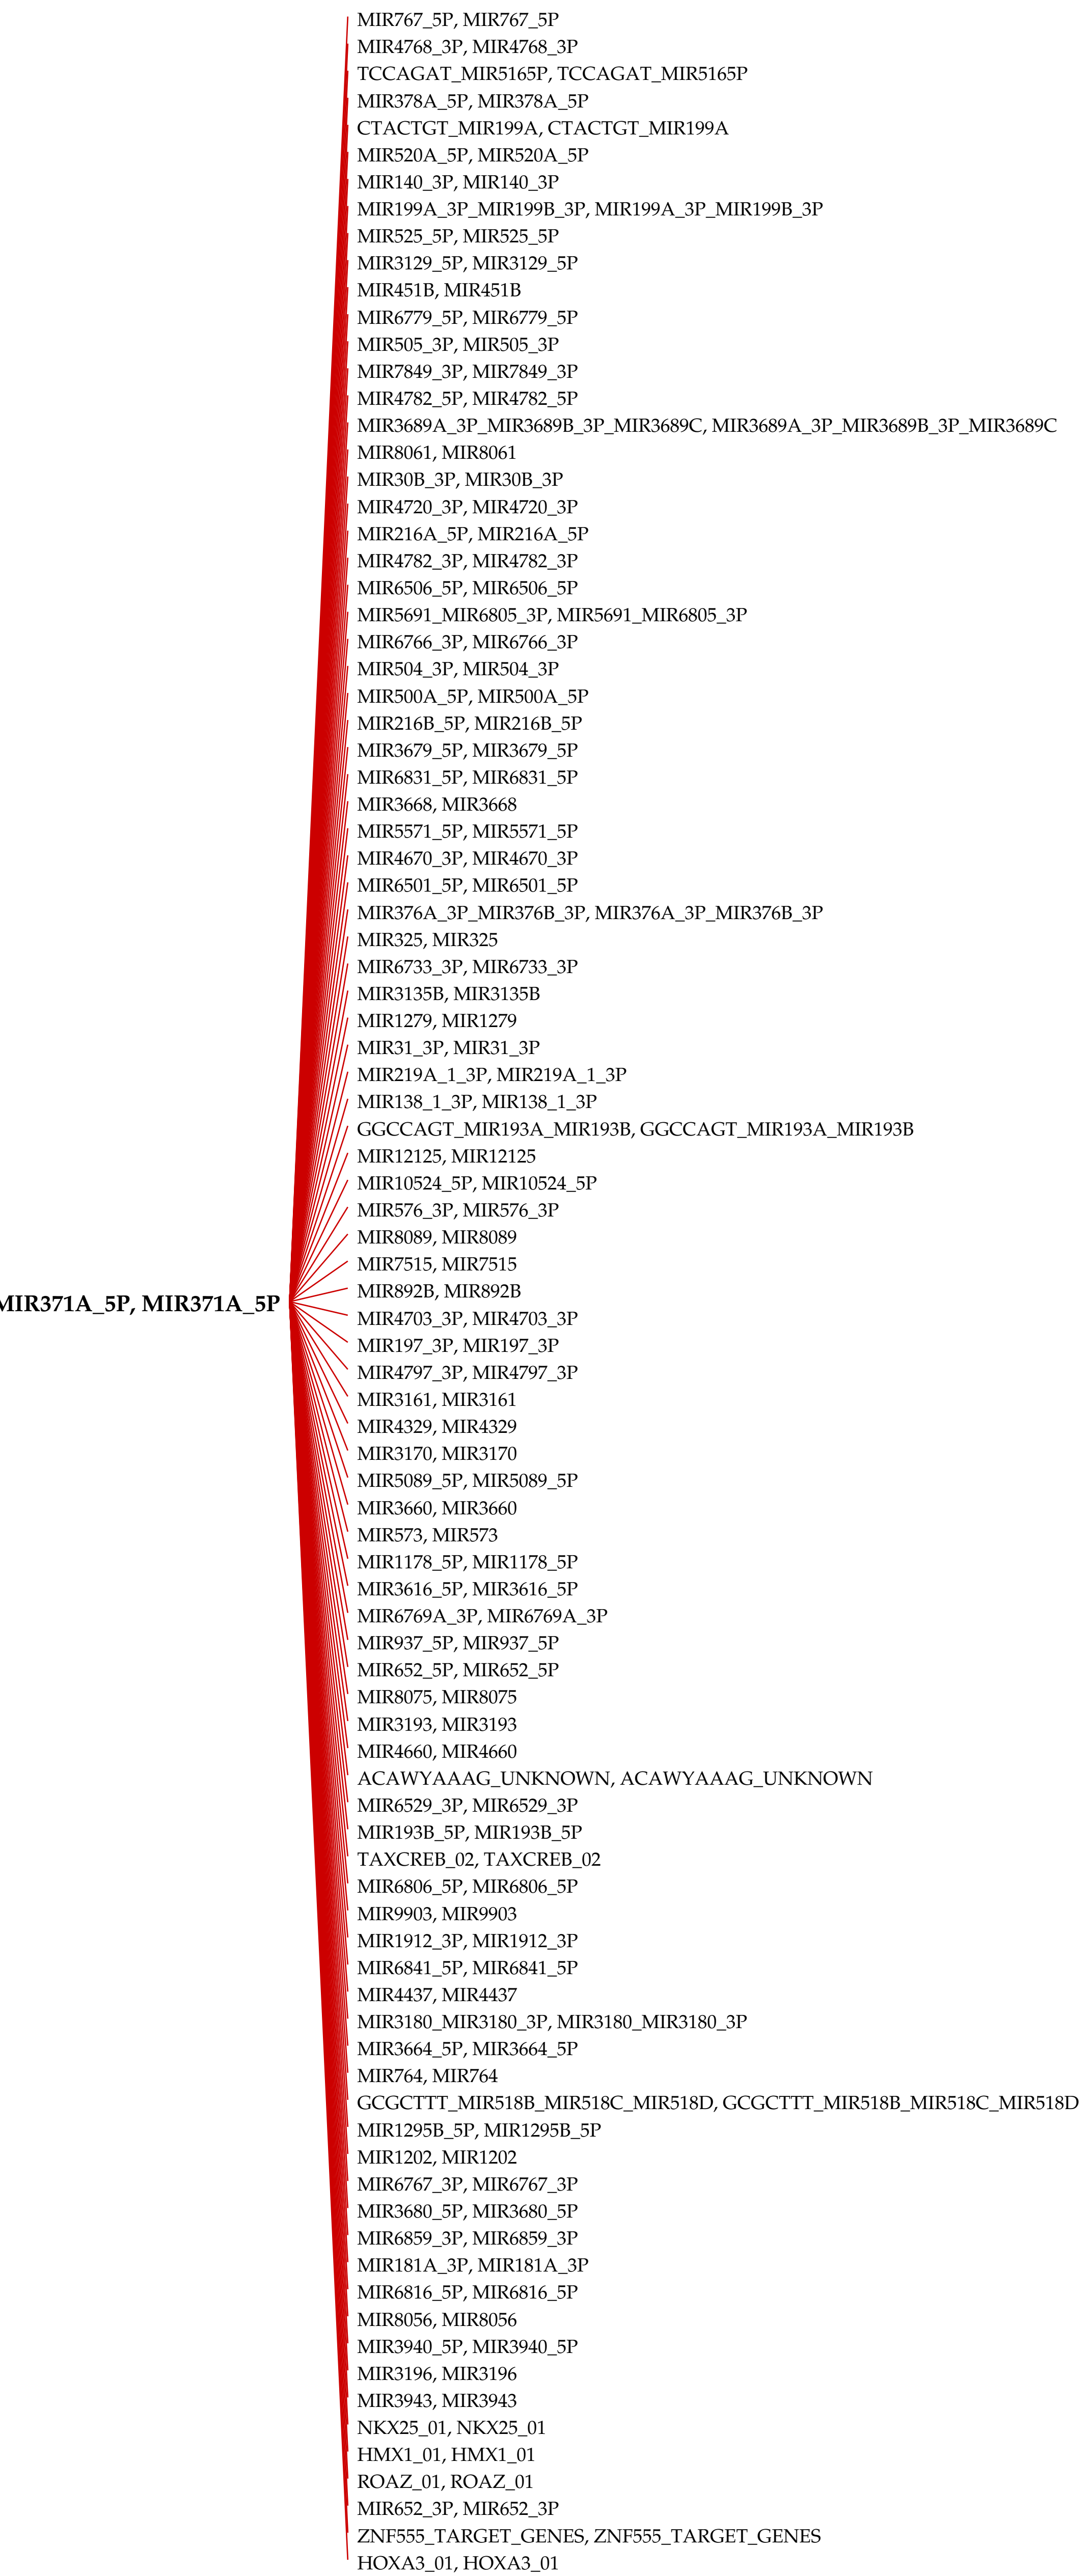 MIR767_5P, MIR767_5P
MIR4768_3P, MIR4768_3P
TCCAGAT_MIR5165P, TCCAGAT_MIR5165P
MIR378A_5P, MIR378A_5P
CTACTGT_MIR199A, CTACTGT_MIR199A
MIR520A_5P, MIR520A_5P
MIR140_3P, MIR140_3P
MIR199A_3P_MIR199B_3P, MIR199A_3P_MIR199B_3P
MIR525_5P, MIR525_5P
MIR3129_5P, MIR3129_5P
MIR451B, MIR451B
MIR6779_5P, MIR6779_5P
MIR505_3P, MIR505_3P
MIR7849_3P, MIR7849_3P
MIR4782_5P, MIR4782_5P
MIR3689A_3P_MIR3689B_3P_MIR3689C, MIR3689A_3P_MIR3689B_3P_MIR3689C
MIR8061, MIR8061
MIR30B_3P, MIR30B_3P
MIR4720_3P, MIR4720_3P
MIR216A_5P, MIR216A_5P
MIR4782_3P, MIR4782_3P
MIR6506_5P, MIR6506_5P
MIR5691_MIR6805_3P, MIR5691_MIR6805_3P
MIR6766_3P, MIR6766_3P
MIR504_3P, MIR504_3P
MIR500A_5P, MIR500A_5P
MIR216B_5P, MIR216B_5P
MIR3679_5P, MIR3679_5P
MIR6831_5P, MIR6831_5P
MIR3668, MIR3668
MIR5571_5P, MIR5571_5P
MIR4670_3P, MIR4670_3P
MIR6501_5P, MIR6501_5P
MIR376A_3P_MIR376B_3P, MIR376A_3P_MIR376B_3P
MIR325, MIR325
MIR6733_3P, MIR6733_3P
MIR3135B, MIR3135B
MIR1279, MIR1279
MIR31_3P, MIR31_3P
MIR219A_1_3P, MIR219A_1_3P
MIR138_1_3P, MIR138_1_3P
GGCCAGT_MIR193A_MIR193B, GGCCAGT_MIR193A_MIR193B
MIR12125, MIR12125
MIR10524_5P, MIR10524_5P
MIR576_3P, MIR576_3P
MIR8089, MIR8089
MIR7515, MIR7515
MIR892B, MIR892B
MIR371A_5P, MIR371A_5P
MIR4703_3P, MIR4703_3P
MIR197_3P, MIR197_3P
MIR4797_3P, MIR4797_3P
MIR3161, MIR3161
MIR4329, MIR4329
MIR3170, MIR3170
MIR5089_5P, MIR5089_5P
MIR3660, MIR3660
MIR573, MIR573
MIR1178_5P, MIR1178_5P
MIR3616_5P, MIR3616_5P
MIR6769A_3P, MIR6769A_3P
MIR937_5P, MIR937_5P
MIR652_5P, MIR652_5P
MIR8075, MIR8075
MIR3193, MIR3193
MIR4660, MIR4660
ACAWYAAAG_UNKNOWN, ACAWYAAAG_UNKNOWN
MIR6529_3P, MIR6529_3P
MIR193B_5P, MIR193B_5P
TAXCREB_02, TAXCREB_02
MIR6806_5P, MIR6806_5P
MIR9903, MIR9903
MIR1912_3P, MIR1912_3P
MIR6841_5P, MIR6841_5P
MIR4437, MIR4437
MIR3180_MIR3180_3P, MIR3180_MIR3180_3P
MIR3664_5P, MIR3664_5P
MIR764, MIR764
GCGCTTT_MIR518B_MIR518C_MIR518D, GCGCTTT_MIR518B_MIR518C_MIR518D
MIR1295B_5P, MIR1295B_5P
MIR1202, MIR1202
MIR6767_3P, MIR6767_3P
MIR3680_5P, MIR3680_5P
MIR6859_3P, MIR6859_3P
MIR181A_3P, MIR181A_3P
MIR6816_5P, MIR6816_5P
MIR8056, MIR8056
MIR3940_5P, MIR3940_5P
MIR3196, MIR3196
MIR3943, MIR3943
NKX25_01, NKX25_01
HMX1_01, HMX1_01
ROAZ_01, ROAZ_01
MIR652_3P, MIR652_3P
ZNF555_TARGET_GENES, ZNF555_TARGET_GENES
HOXA3_01, HOXA3_01